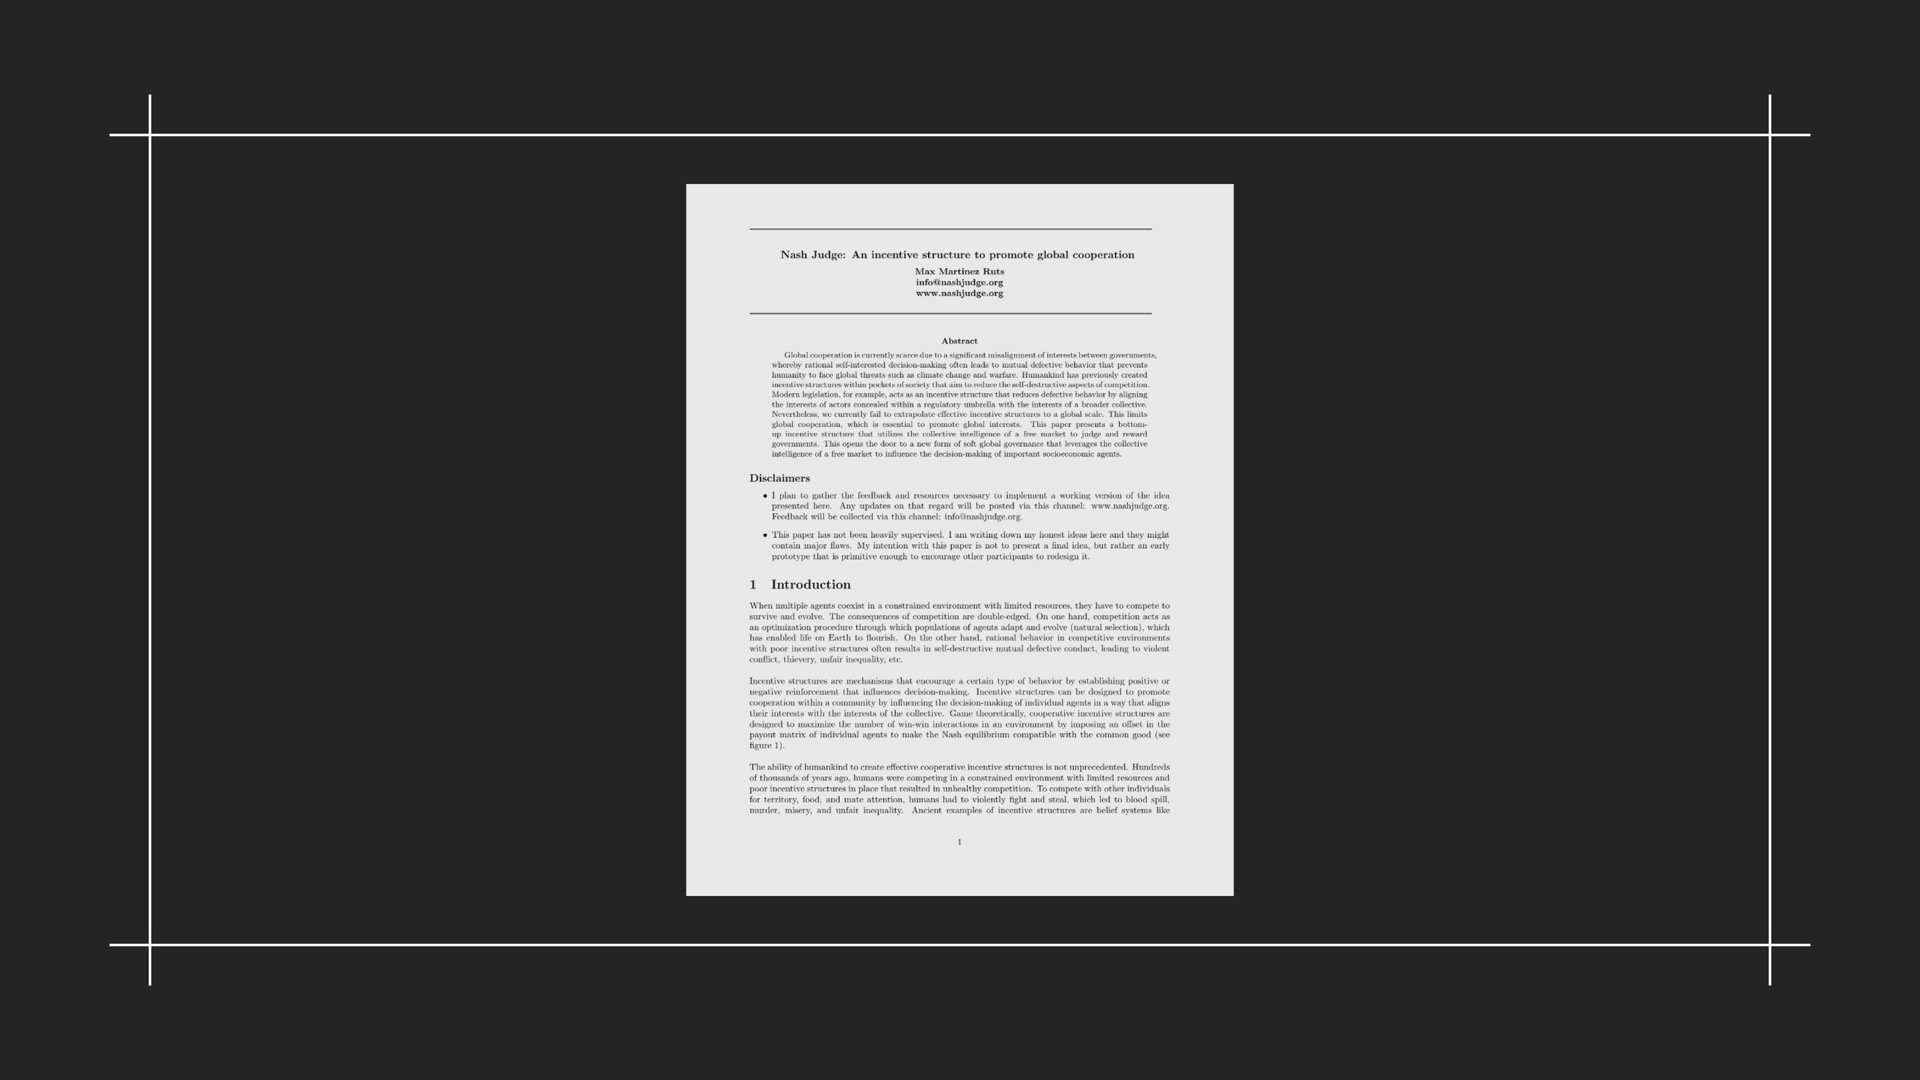 Nash Judge: An incentive structure to promote global cooperation
Max Martinez Ruts
info@nashjudge.org
www.nashjudge.org
Abstract
Global cooperation is currently scarce due to a significant misalignment of interests between governments,
whereby rational self-interested decision-making often leads to mutual defective behavior that prevents
humanity to face global threats such as climate change and warfare. Humankind has previously created
incentive structures within pockets of society that aim to reduce the self-destructive aspects of competition.
Modern legislation, for example, acts as an incentive structure that reduces defective behavior by aligning
the interests of actors concealed within a regulatory umbrella with the interests of a broader collective.
Nevertheless, we currently fail to extrapolate effective incentive structures to a global scale. This limits
global cooperation, which is essential to promote global interests. This paper presents a bottom-
up incentive structure that utilizes the collective intelligence of a free market to judge and reward
governments. This opens the door to a new form of soft global governance that leverages the collective
intelligence of a free market to influence the decision-making of important socioeconomic agents.
Disclaimers
• I plan to gather the feedback and resources necessary to implement a working version of the idea
presented here. Any updates on that regard will be posted via this channel: www.nashjudge.org.
Feedback will be collected via this channel: info@nashjudge.org.
• This paper has not been heavily supervised. I am writing down my honest ideas here and they might
contain major flaws. My intention with this paper is not to present a final idea, but rather an early
prototype that is primitive enough to encourage other participants to redesign it.
1 Introduction
When multiple agents coexist in a constrained environment with limited resources, they have to compete to
survive and evolve. The consequences of competition are double-edged. On one hand, competition acts as
an optimization procedure through which populations of agents adapt and evolve (natural selection), which
has enabled life on Earth to flourish. On the other hand, rational behavior in competitive environments
with poor incentive structures often results in self-destructive mutual defective conduct, leading to violent
conflict, thievery, unfair inequality, etc.
Incentive structures are mechanisms that encourage a certain type of behavior by establishing positive or
negative reinforcement that influences decision-making. Incentive structures can be designed to promote
cooperation within a community by influencing the decision-making of individual agents in a way that aligns
their interests with the interests of the collective. Game theoretically, cooperative incentive structures are
designed to maximize the number of win-win interactions in an environment by imposing an offset in the
payout matrix of individual agents to make the Nash equilibrium compatible with the common good (see
figure 1).
The ability of humankind to create effective cooperative incentive structures is not unprecedented. Hundreds
of thousands of years ago, humans were competing in a constrained environment with limited resources and
poor incentive structures in place that resulted in unhealthy competition. To compete with other individuals
for territory, food, and mate attention, humans had to violently fight and steal, which led to blood spill,
murder, misery, and unfair inequality. Ancient examples of incentive structures are belief systems like
1